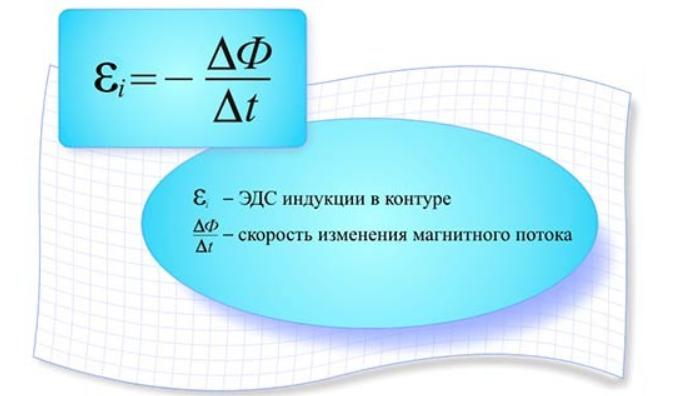 εᵢ = − ΔΦ/Δt
εᵢ – ЭДС индукции в контуре
ΔΦ/Δt – скорость изменения магнитного потока